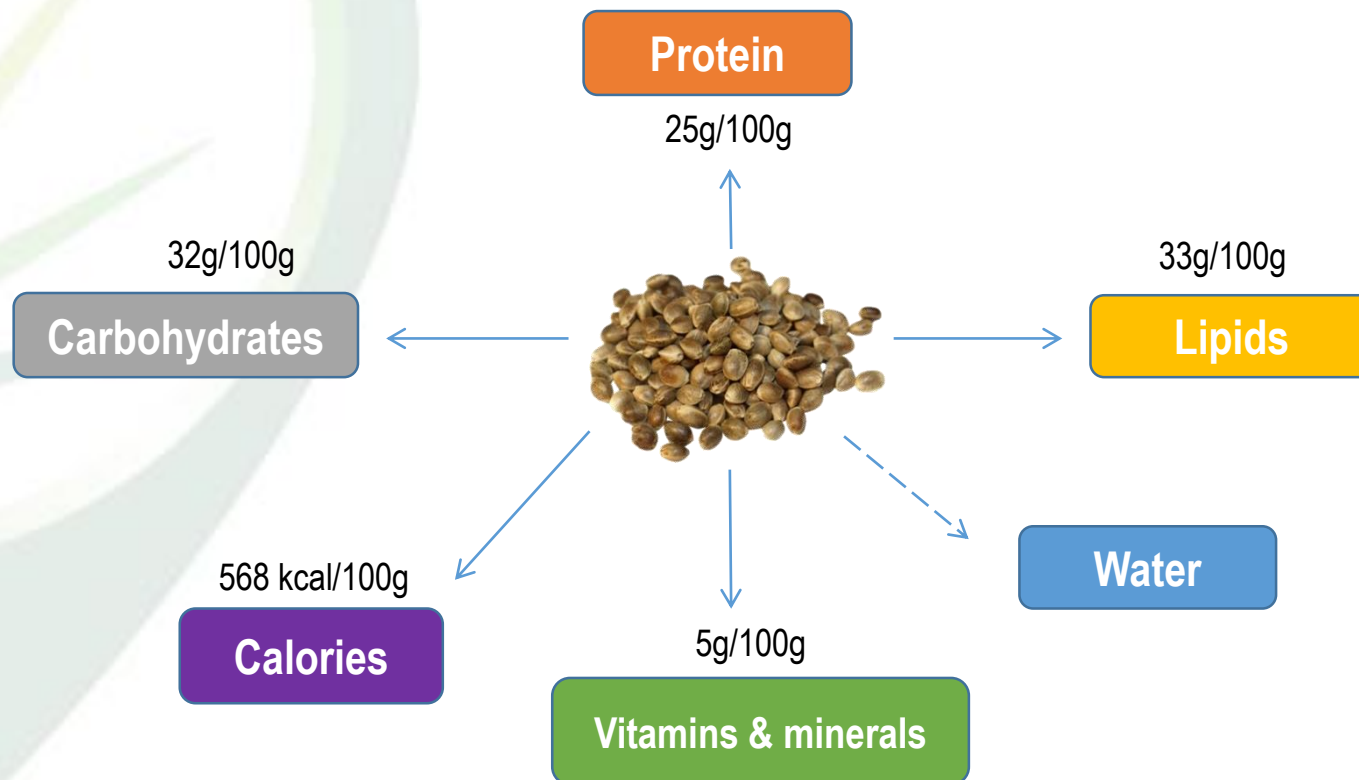 Protein
25g/100g
32g/100g
Carbohydrates
33g/100g
Lipids
568 kcal/100g
Calories
5g/100g
Vitamins & minerals
Water